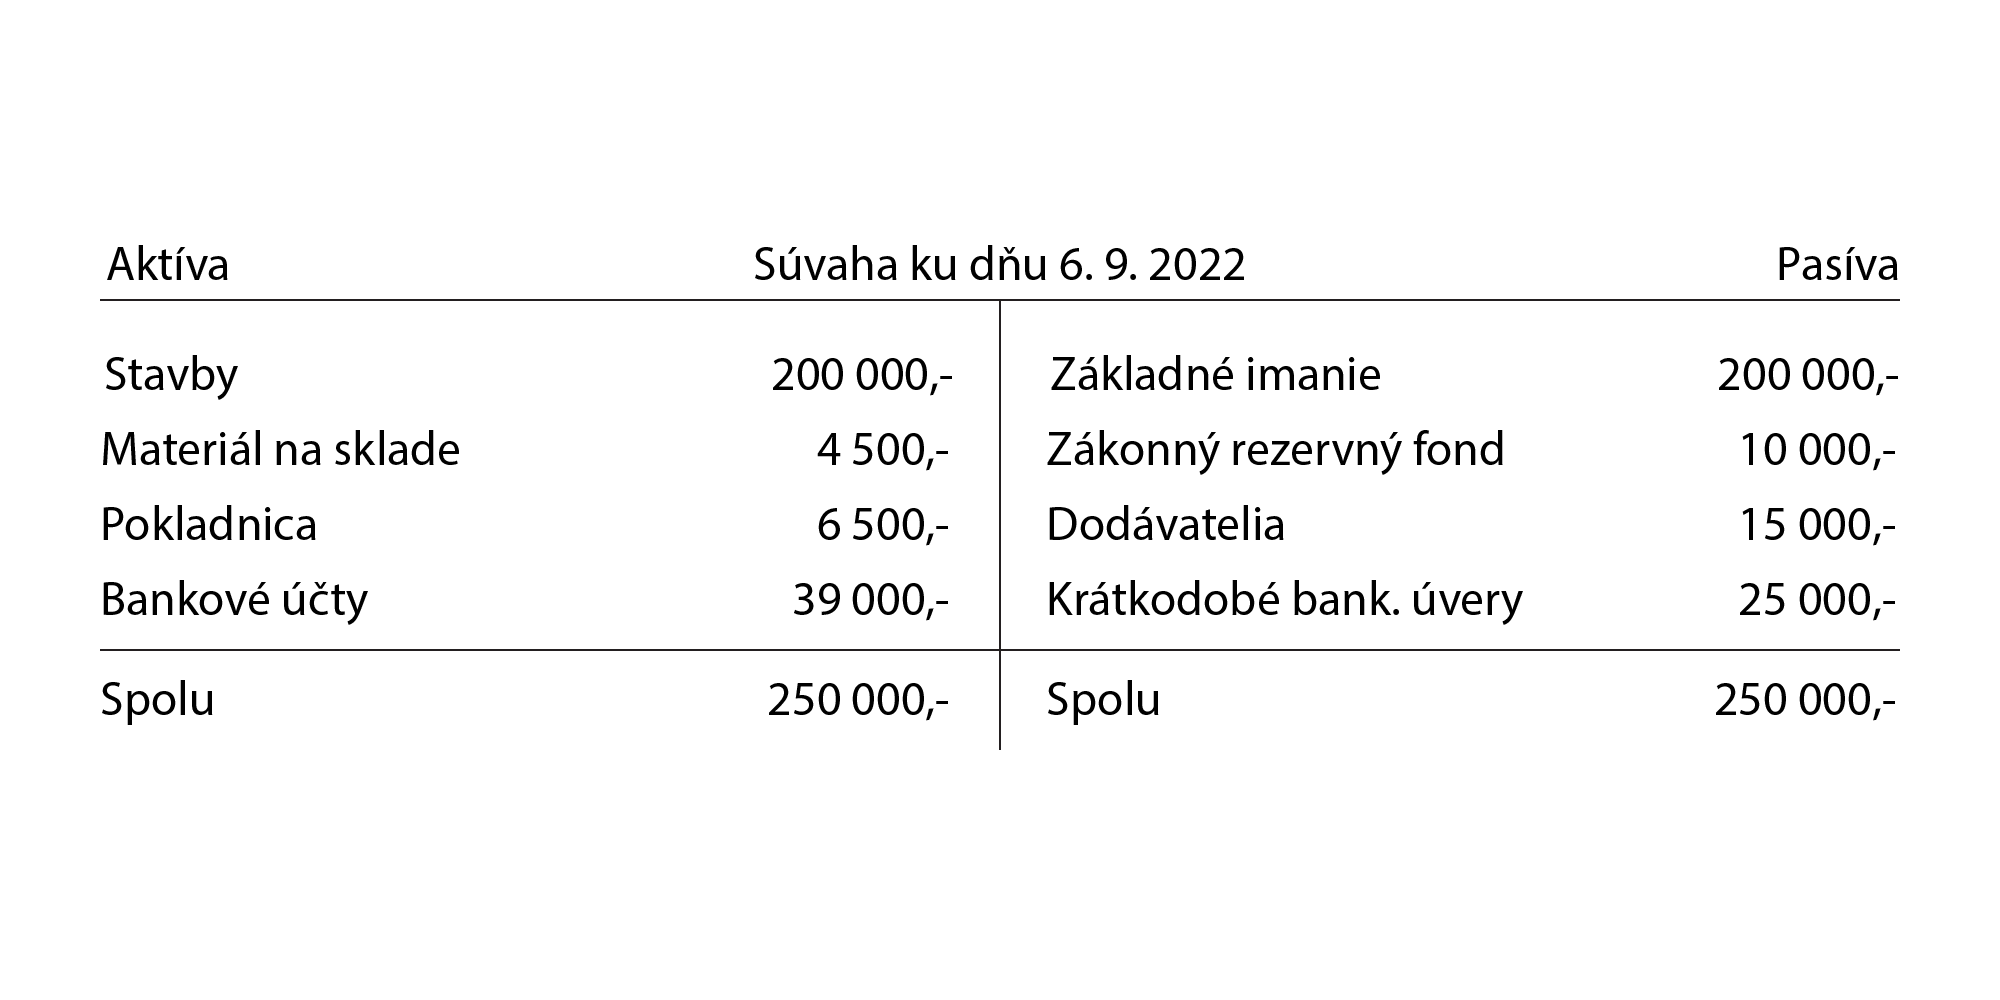 Aktíva Súvaha ku dňu 6. 9. 2022 Pasíva
Stavby 200 000,- Základné imanie 200 000,-
Materiál na sklade 4 500,- Zákonný rezervný fond 10 000,-
Pokladnica 6 500,- Dodávatelia 15 000,-
Bankové účty 39 000,- Krátkodobé bank. úvery 25 000,-
Spolu 250 000,- Spolu 250 000,-